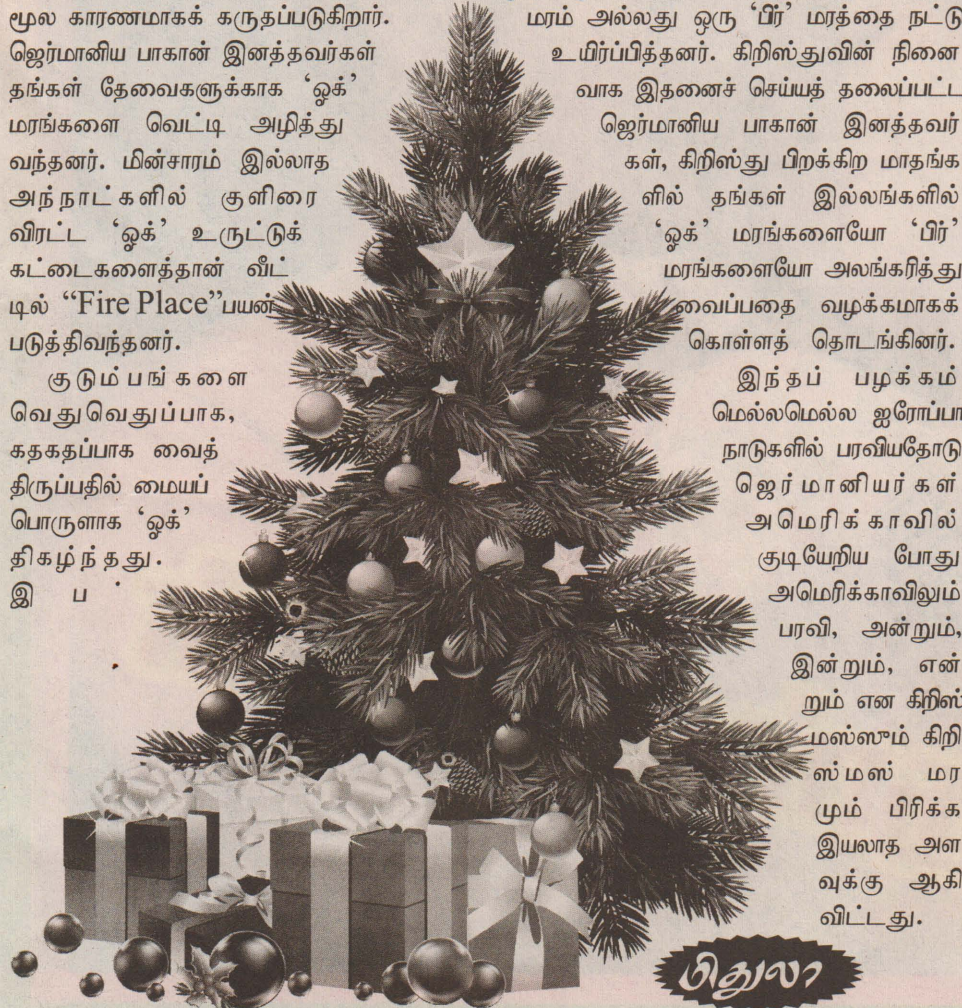 மூல காரணமாகக் கருதப்படுகிறார்.
ஜெர்மானிய பாகான் இனத்தவர்கள்
தங்கள் தேவைகளுக்காக ‘ஓக்’
மரங்களை வெட்டி அழித்து
வந்தனர். மின்சாரம் இல்லாத
அந்நாட்களில் குளிரை
விரட்ட ‘ஓக்’ உருட்டுக்
கட்டைகளைத்தான் வீட்
டில் “Fire Place”பயன்
படுத்திவந்தனர்.
குடும்பங்களை
வெதுவெதுப்பாக,
கதகதப்பாக வைத்
திருப்பதில் மையப்
பொருளாக ‘ஓக்’
திகழ்ந்தது.
இ ப்
மரம் அல்லது ஒரு ‘பிர்’ மரத்தை நட்டு
உயிர்ப்பித்தனர். கிறிஸ்துவின் நினை
வாக இதனைச் செய்யத் தலைப்பட்ட
ஜெர்மானிய பாகான் இனத்தவர்
கள், கிறிஸ்து பிறக்கிற மாதங்க
ளில் தங்கள் இல்லங்களில்
‘ஓக்’ மரங்களையோ ‘பிர்’
மரங்களையோ அலங்கரித்து
வைப்பதை வழக்கமாகக்
கொள்ளத் தொடங்கினர்.
இந்தப் பழக்கம்
மெல்லமெல்ல ஐரோப்பா
நாடுகளில் பரவியதோடு
ஜெர்மானியர்கள்
அமெரிக்காவில்
குடியேறிய போது
அமெரிக்காவிலும்
பரவி, அன்றும்,
இன்றும், என்
றும் என கிறிஸ்
மஸ்ஸும் கிறி
ஸ்மஸ் மர
மும் பிரிக்க
இயலாத அள
வுக்கு ஆகி
விட்டது.
மிதுலா